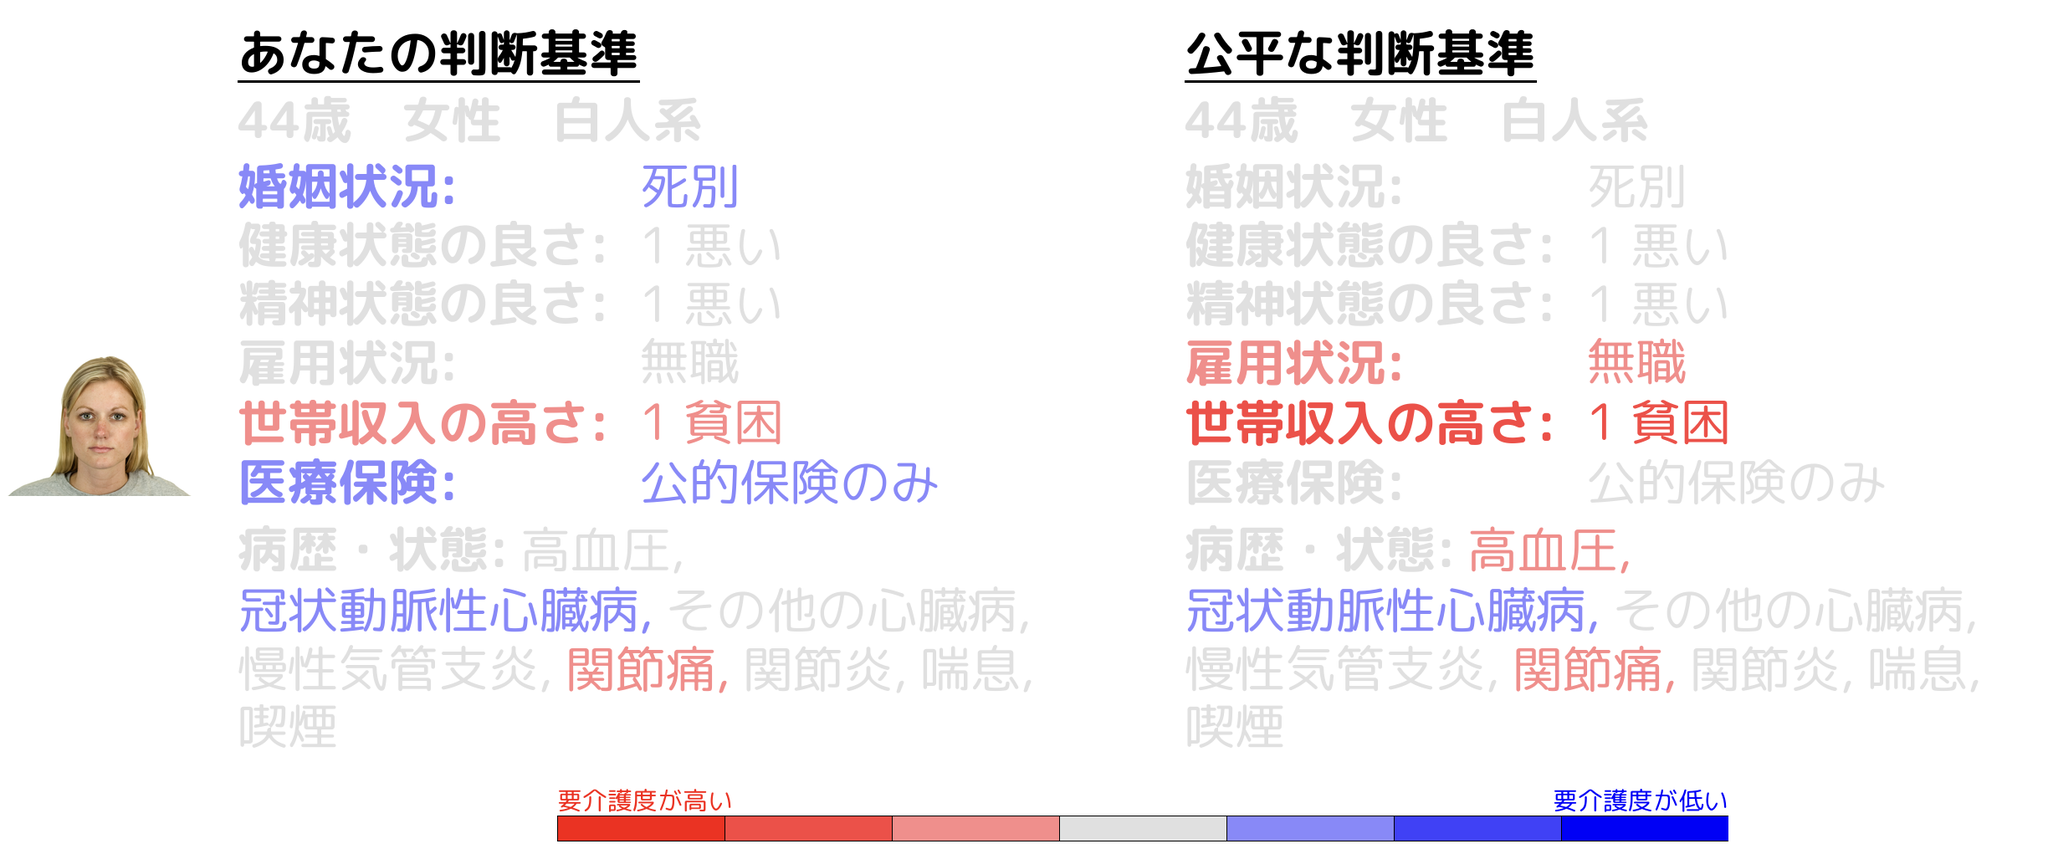 あなたの判断基準
44歳　女性　白人系
婚姻状況: 死別
健康状態の良さ: 1 悪い
精神状態の良さ: 1 悪い
雇用状況: 無職
世帯収入の高さ: 1 貧困
医療保険: 公的保険のみ
病歴・状態: 高血圧,
冠状動脈性心臓病, その他の心臓病,
慢性気管支炎, 関節痛, 関節炎, 喘息,
喫煙
公平な判断基準
44歳　女性　白人系
婚姻状況: 死別
健康状態の良さ: 1 悪い
精神状態の良さ: 1 悪い
雇用状況: 無職
世帯収入の高さ: 1 貧困
医療保険: 公的保険のみ
病歴・状態: 高血圧,
冠状動脈性心臓病, その他の心臓病,
慢性気管支炎, 関節痛, 関節炎, 喘息,
喫煙
要介護度が高い
要介護度が低い